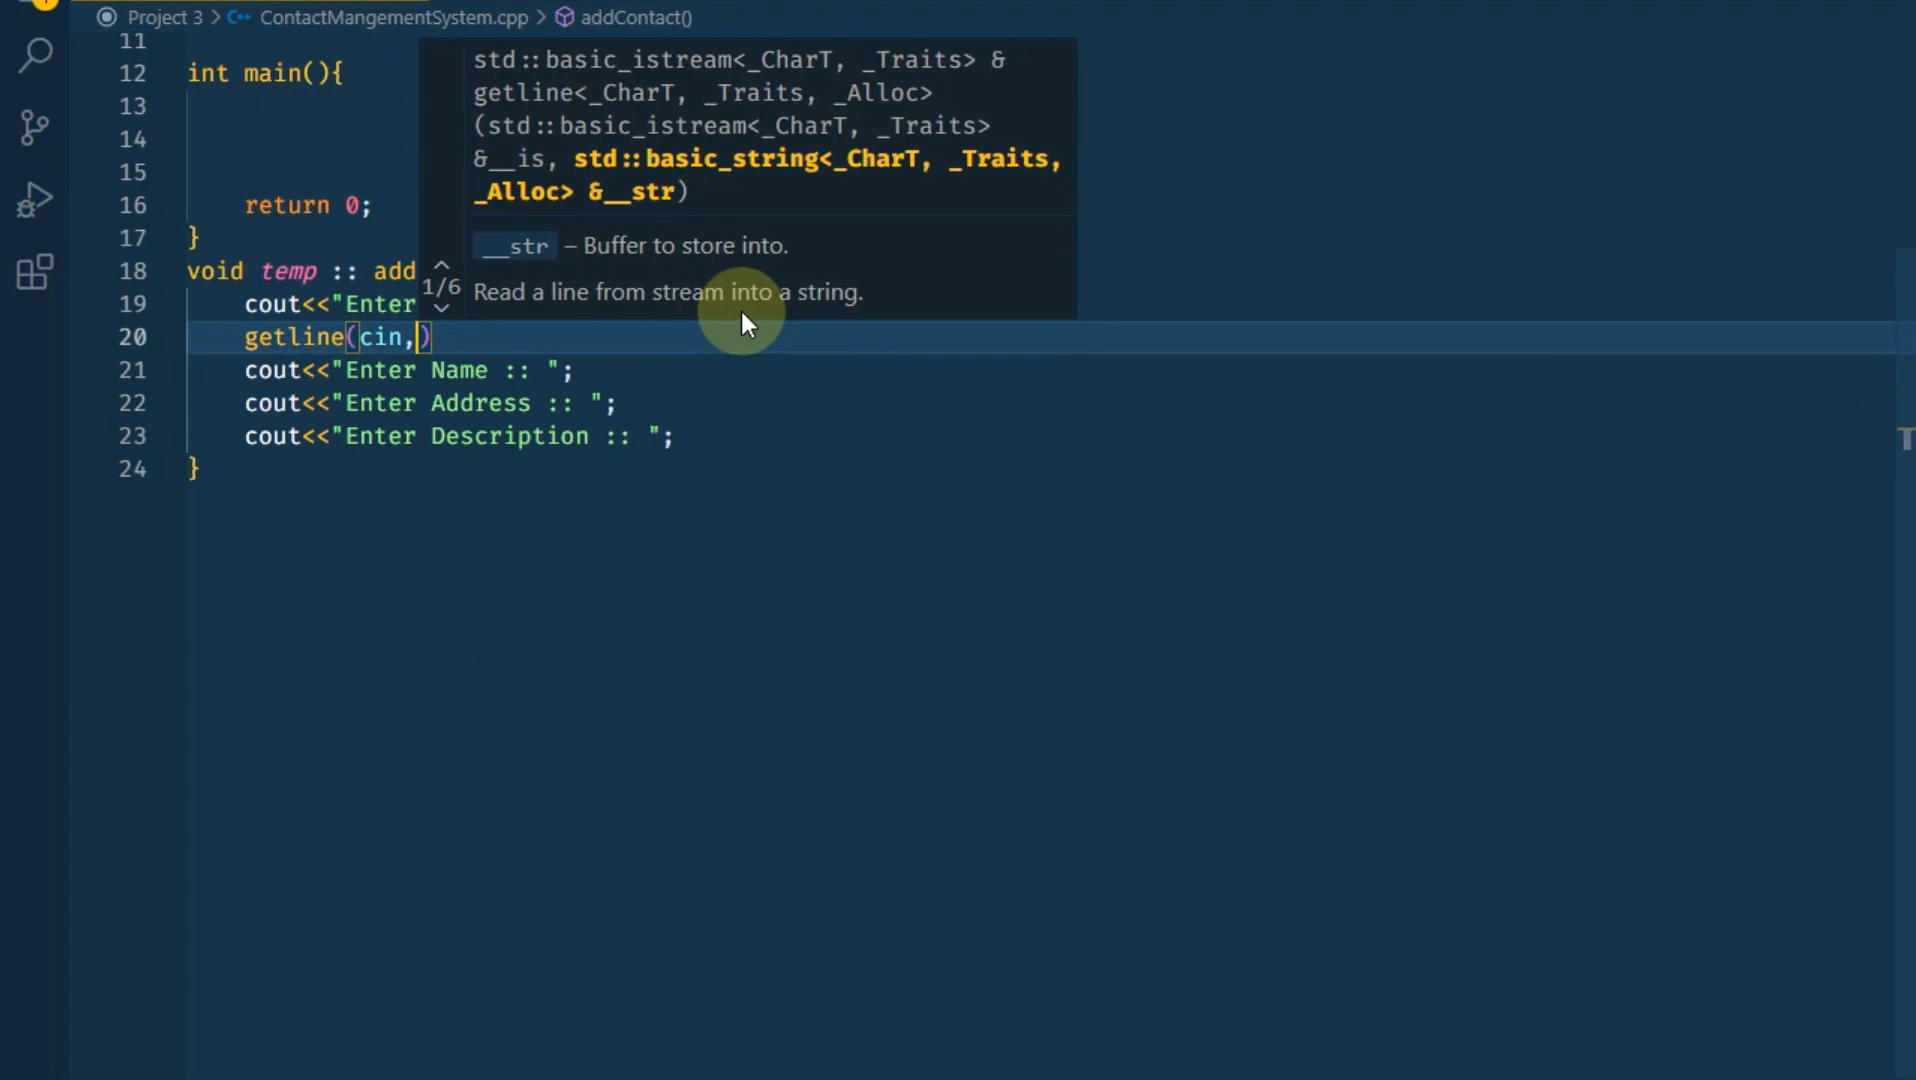 Project 3 > ContactMangementSystem.cpp > addContact()
11
12 int main(){
13
14
15
16 return 0;
17 }
18 void temp :: add
19 cout<<"Enter
20 getline(cin,)
21 cout<<"Enter Name :: ";
22 cout<<"Enter Address :: ";
23 cout<<"Enter Description :: ";
24 }
std::basic_istream<_CharT, _Traits> &
getline<_CharT, _Traits, _Alloc>
(std::basic_istream<_CharT, _Traits>
&__is, std::basic_string<_CharT, _Traits,
_Alloc> &__str)
__str – Buffer to store into.
1/6
Read a line from stream into a string.